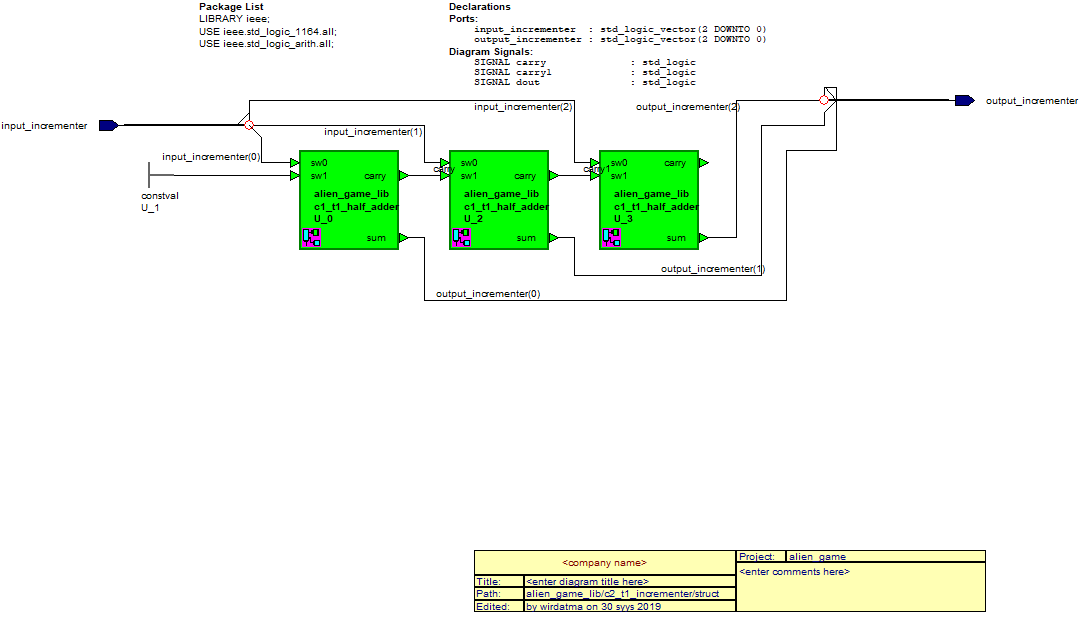 Package List
LIBRARY ieee;
USE ieee.std_logic_1164.all;
USE ieee.std_logic_arith.all;
Declarations
Ports:
input_incrementer : std_logic_vector(2 DOWNTO 0)
output_incrementer : std_logic_vector(2 DOWNTO 0)
Diagram Signals:
SIGNAL carry : std_logic
SIGNAL carry1 : std_logic
SIGNAL dout : std_logic
input_incrementer
output_incrementer
input_incrementer(2)
output_incrementer(2)
input_incrementer(1)
input_incrementer(0)
constval
U_1
sw0
sw1
carry
alien_game_lib
c1_t1_half_adder
U_0
sum
carry
sw0
sw1
carry
alien_game_lib
c1_t1_half_adder
U_2
sum
carry1
sw0
carry
sw1
alien_game_lib
c1_t1_half_adder
U_3
sum
output_incrementer(1)
output_incrementer(0)
<company name>
Title: <enter diagram title here>
Path: alien_game_lib/c2_t1_incrementer/struct
Edited: by wirdatma on 30 syys 2019
Project: alien_game
<enter comments here>